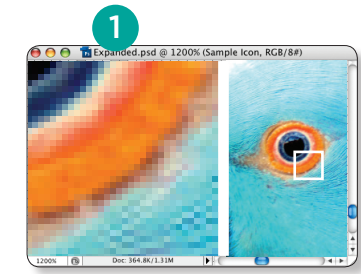 1
Expanded.psd @ 1200% (Sample Icon, RGB/8#)
1200%
Doc: 364.8K/1.31M